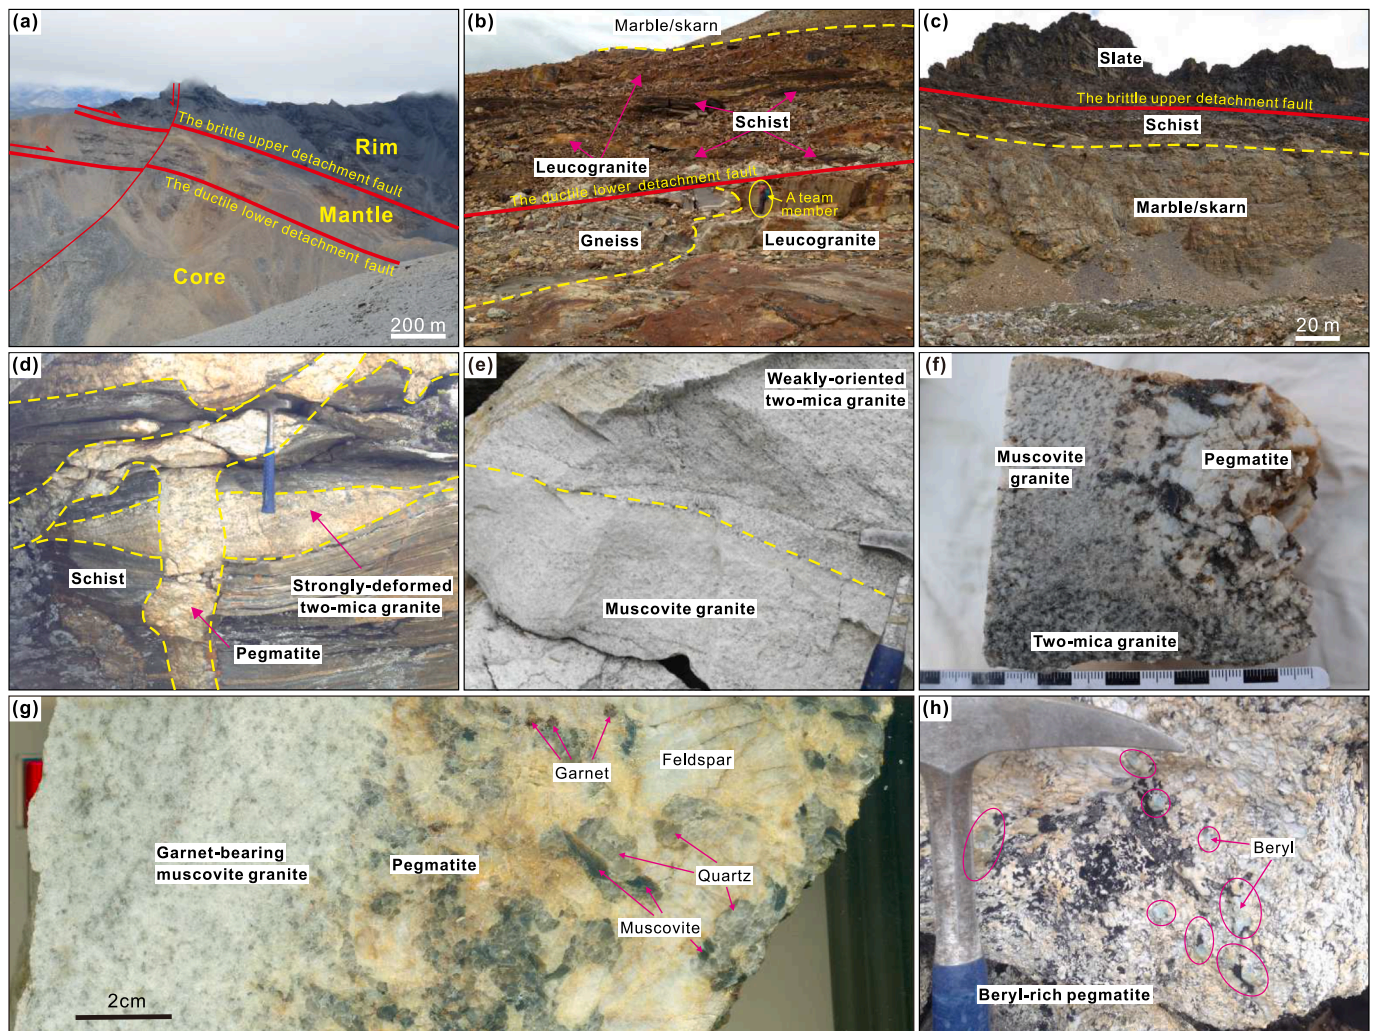 (a)
The brittle upper detachment fault
Rim
The ductile lower detachment fault
Mantle
Core
200 m
(b)
Marble/skarn
Schist
Leucogranite
The ductile lower detachment fault
A team
member
Gneiss
Leucogranite
(c)
Slate
The brittle upper detachment fault
Schist
Marble/skarn
20 m
(d)
Schist
Strongly-deformed
two-mica granite
Pegmatite
(e)
Weakly-oriented
two-mica granite
Muscovite granite
(f)
Muscovite
granite
Pegmatite
Two-mica granite
(g)
Garnet
Feldspar
Garnet-bearing
muscovite granite
Pegmatite
Quartz
Muscovite
2cm
(h)
Beryl
Beryl-rich pegmatite